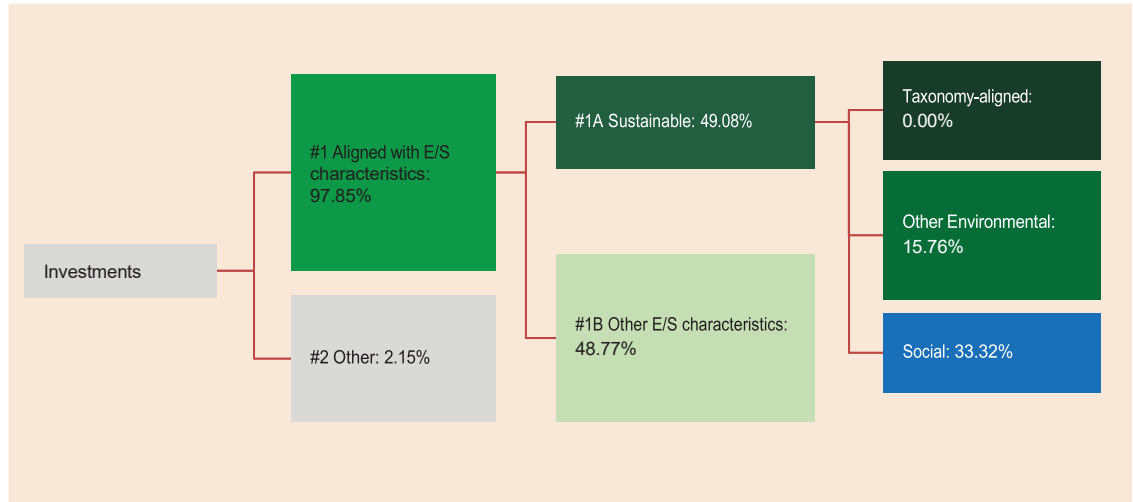 Investments
#1 Aligned with E/S
characteristics:
97.85%
#2 Other: 2.15%
#1A Sustainable: 49.08%
#1B Other E/S characteristics:
48.77%
Taxonomy-aligned:
0.00%
Other Environmental:
15.76%
Social: 33.32%